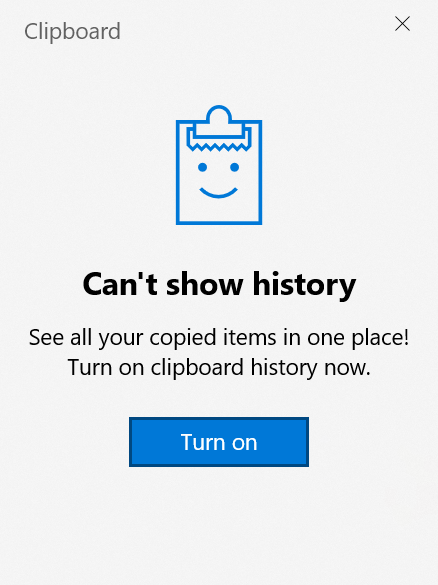 Clipboard
Can't show history
See all your copied items in one place!
Turn on clipboard history now.
Turn on